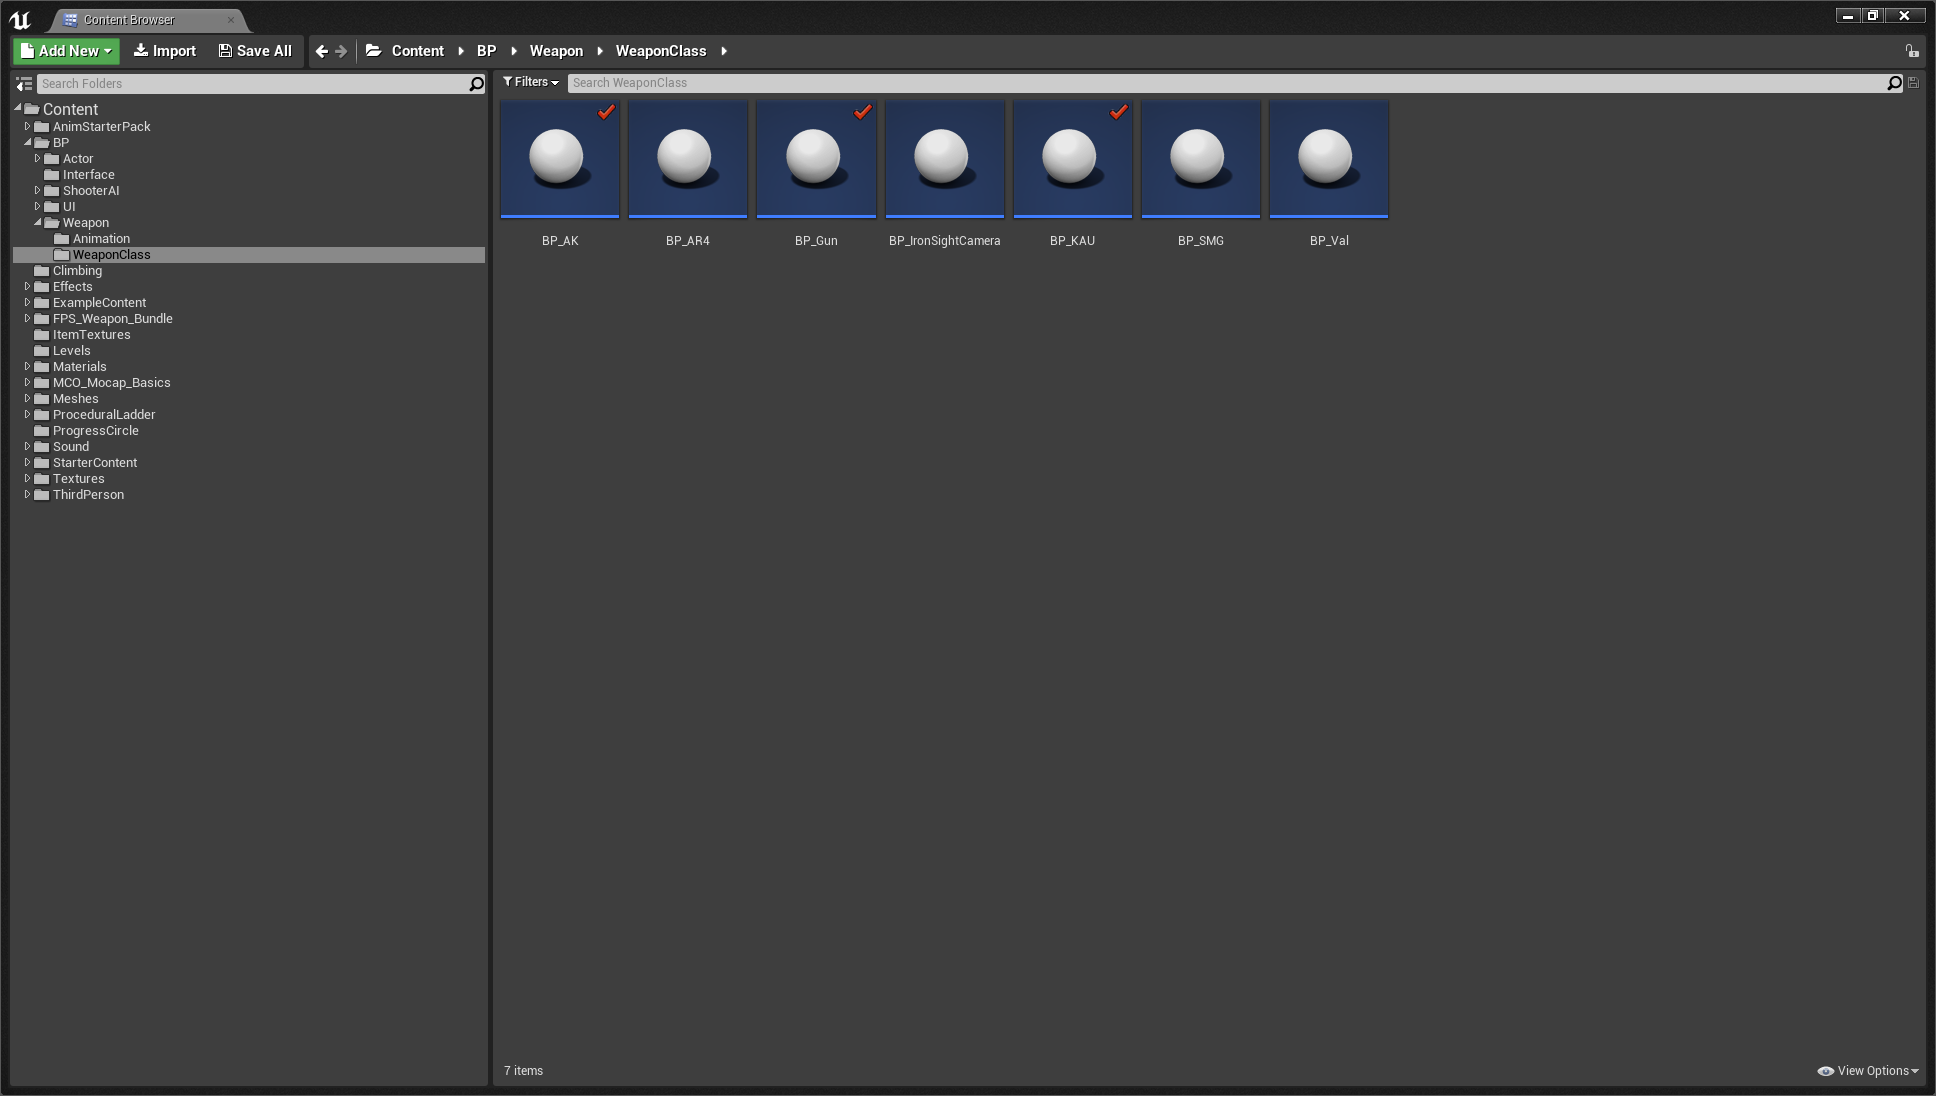 Content Browser
Add New
Import
Save All
Content
BP
Weapon
WeaponClass
Search Folders
Content
AnimStarterPack
BP
Actor
Interface
ShooterAI
UI
Weapon
Animation
WeaponClass
Climbing
Effects
ExampleContent
FPS_Weapon_Bundle
ItemTextures
Levels
Materials
MCO_Mocap_Basics
Meshes
ProceduralLadder
ProgressCircle
Sound
StarterContent
Textures
ThirdPerson
Filters
Search WeaponClass
BP_AK
BP_AR4
BP_Gun
BP_IronSightCamera
BP_KAU
BP_SMG
BP_Val
7 items
View Options